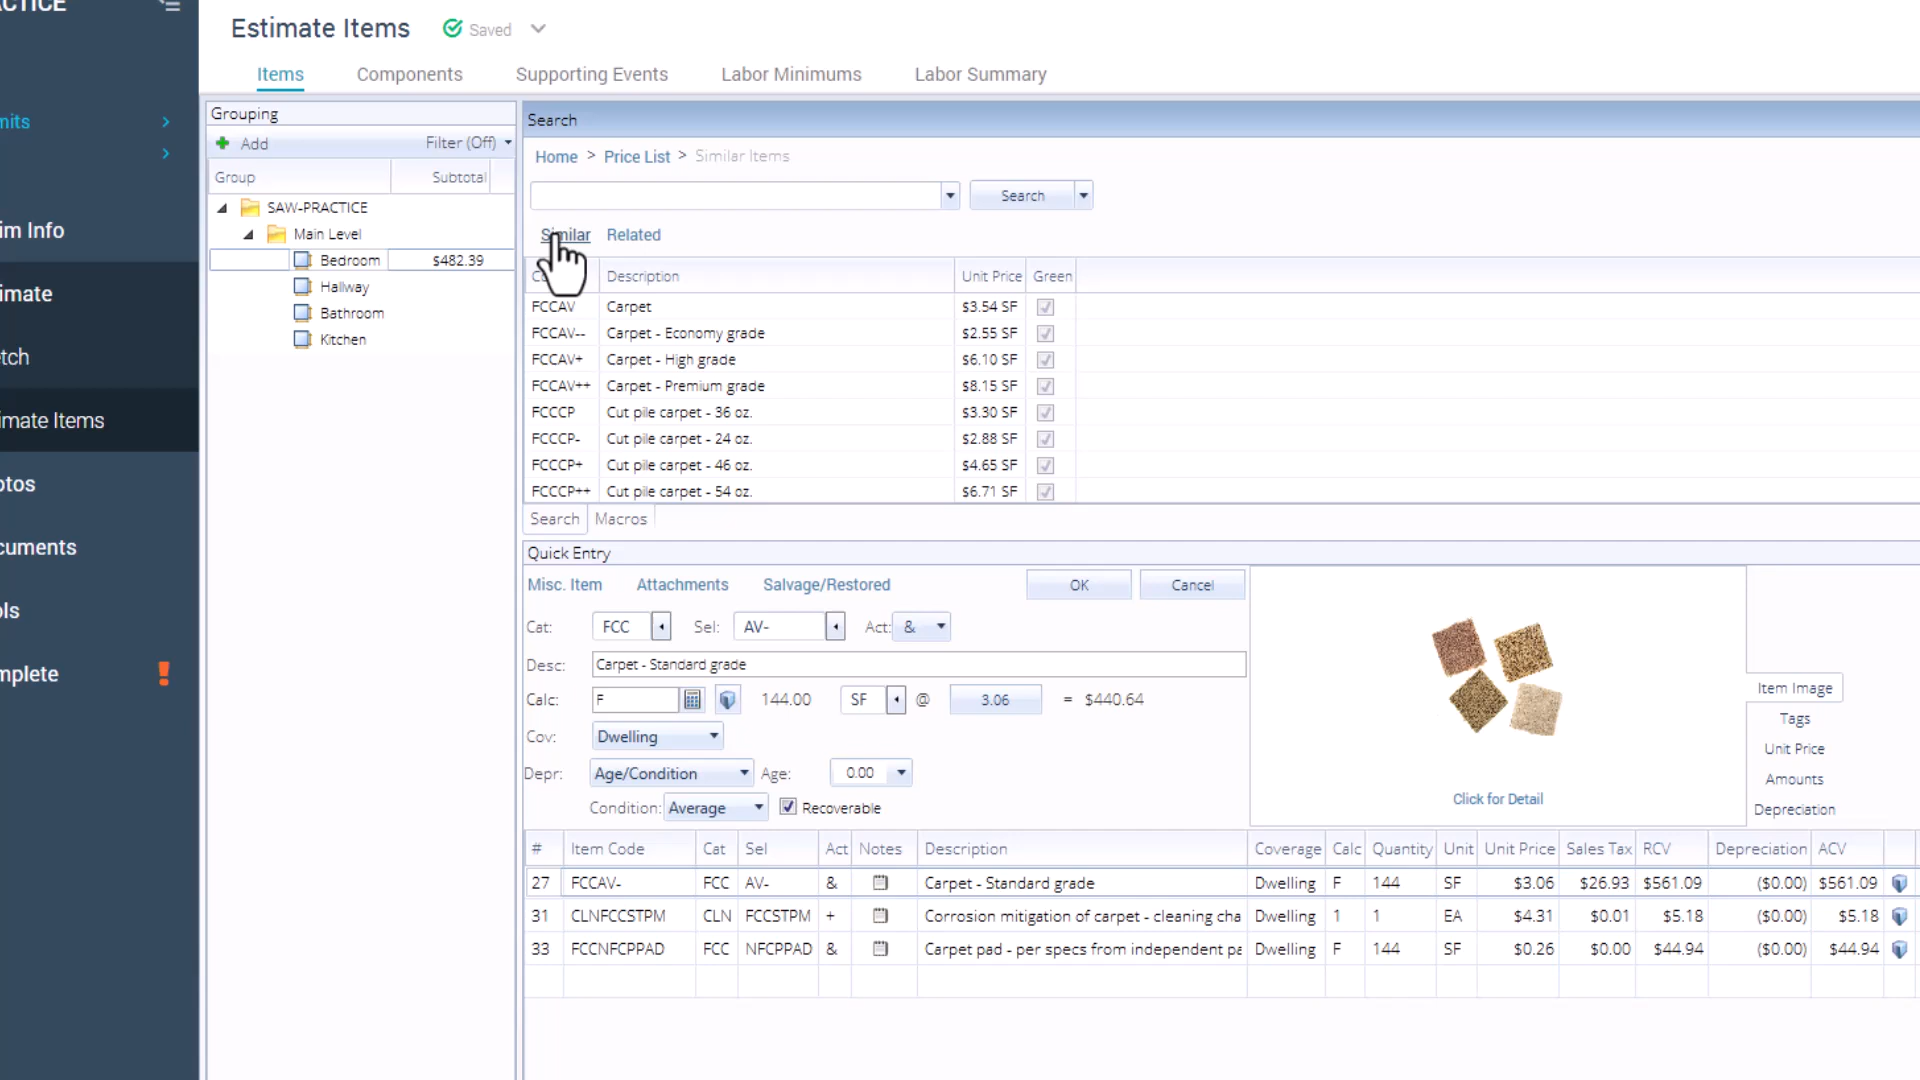 Estimate Items Saved
Items Components Supporting Events Labor Minimums Labor Summary
Grouping
Add Filter (Off)
Group Subtotal
SAW-PRACTICE
Main Level
Bedroom $482.39
Hallway
Bathroom
Kitchen
Search
Home > Price List > Similar Items
Search
Similar Related
Description Unit Price Green
FCCAV Carpet $3.54 SF
FCCAV-- Carpet - Economy grade $2.55 SF
FCCAV+ Carpet - High grade $6.10 SF
FCCAV++ Carpet - Premium grade $8.15 SF
FCCCP Cut pile carpet - 36 oz. $3.30 SF
FCCCP- Cut pile carpet - 24 oz. $2.88 SF
FCCCP+ Cut pile carpet - 46 oz. $4.65 SF
FCCCP++ Cut pile carpet - 54 oz. $6.71 SF
Search Macros
Quick Entry
Misc. Item Attachments Salvage/Restored OK Cancel
Cat: FCC Sel: AV- Act: &
Desc: Carpet - Standard grade
Calc: F 144.00 SF @ 3.06 = $440.64
Cov: Dwelling
Depr: Age/Condition Age: 0.00
Condition: Average Recoverable
Click for Detail
Item Image
Tags
Unit Price
Amounts
Depreciation
# Item Code Cat Sel Act Notes Description Coverage Calc Quantity Unit Unit Price Sales Tax RCV Depreciation ACV
27 FCCAV- FCC AV- & Carpet - Standard grade Dwelling F 144 SF $3.06 $26.93 $561.09 ($0.00) $561.09
31 CLNFCCSTPM CLN FCCSTPM + Corrosion mitigation of carpet - cleaning cha Dwelling 1 1 EA $4.31 $0.01 $5.18 ($0.00) $5.18
33 FCCNFCPPAD FCC NFCPPAD & Carpet pad - per specs from independent pa Dwelling F 144 SF $0.26 $0.00 $44.94 ($0.00) $44.94
ACTICE
mits
im Info
imate
etch
imate Items
otos
cuments
ols
mplete